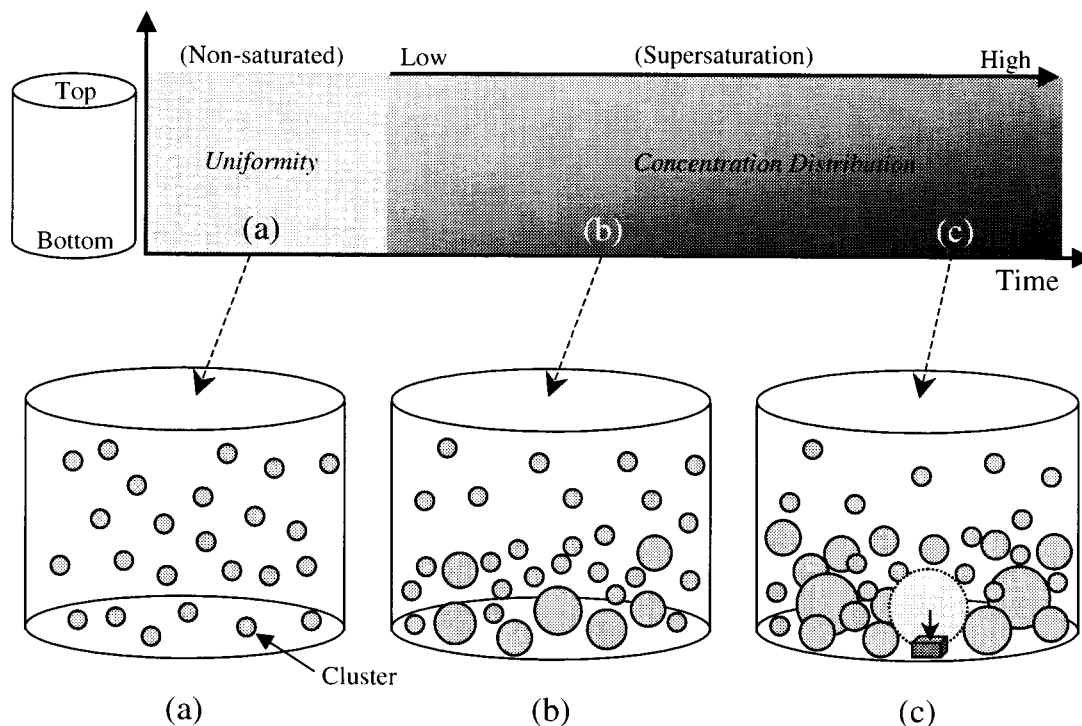 (Non-saturated)
Low (Supersaturation) High
Top
Uniformity Concentration Distribution
Bottom
(a) (b) (c)
Time
Cluster
(a) (b) (c)